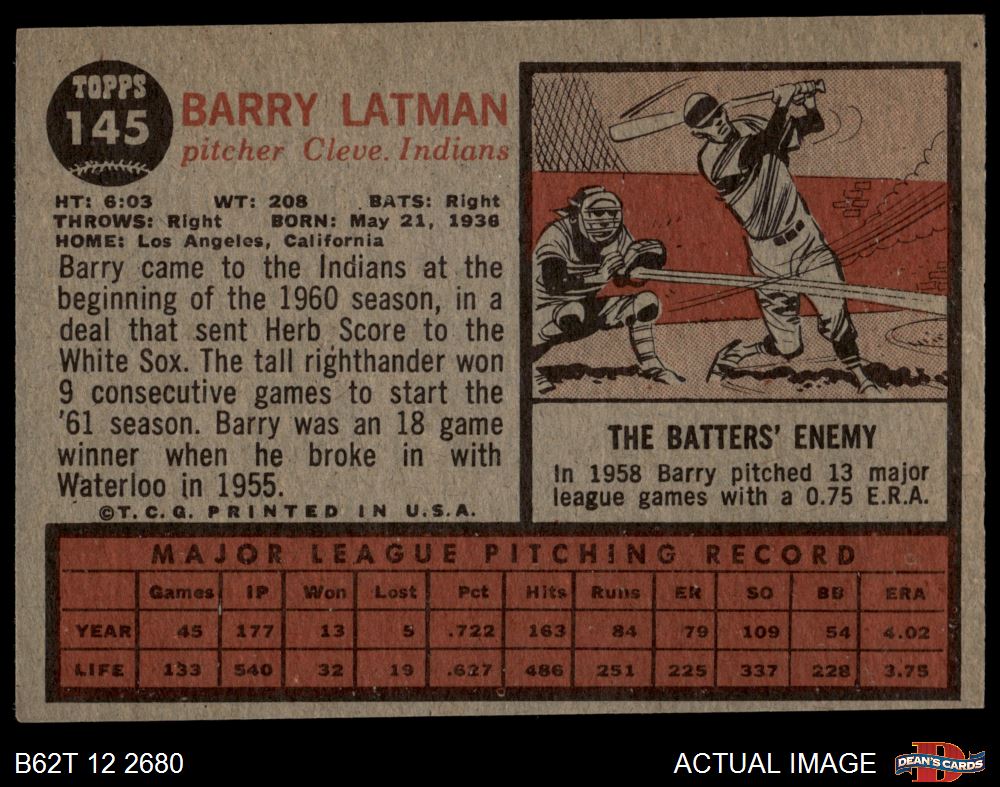 TOPPS
145
BARRY LATMAN
pitcher Cleve. Indians
HT: 6:03 WT: 208 BATS: Right
THROWS: Right BORN: May 21, 1936
HOME: Los Angeles, California
Barry came to the Indians at the
beginning of the 1960 season, in a
deal that sent Herb Score to the
White Sox. The tall righthander won
9 consecutive games to start the
'61 season. Barry was an 18 game
winner when he broke in with
Waterloo in 1955.
©T.C.G. PRINTED IN U.S.A.
THE BATTERS' ENEMY
In 1958 Barry pitched 13 major
league games with a 0.75 E.R.A.
MAJOR LEAGUE PITCHING RECORD
Games IP Won Lost Pct Hits Runs ER SO BB ERA
YEAR 45 177 13 5 .722 163 84 79 109 54 4.02
LIFE 133 540 32 19 .627 486 251 225 337 228 3.75
B62T 12 2680
ACTUAL IMAGE
D
DEAN'S CARDS